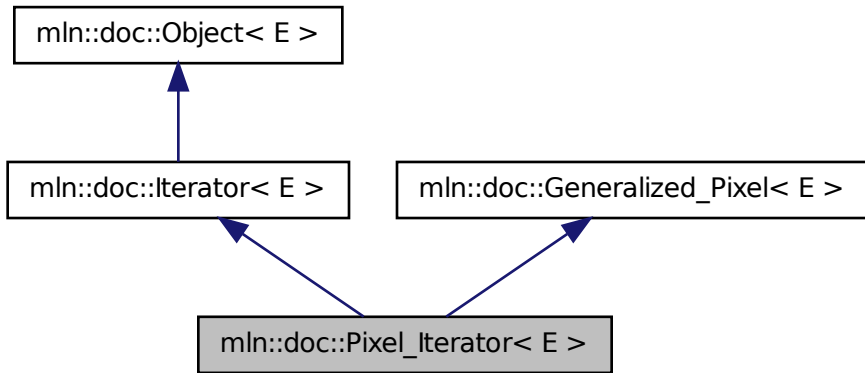 mln::doc::Object< E >
mln::doc::Iterator< E >
mln::doc::Generalized_Pixel< E >
mln::doc::Pixel_Iterator< E >